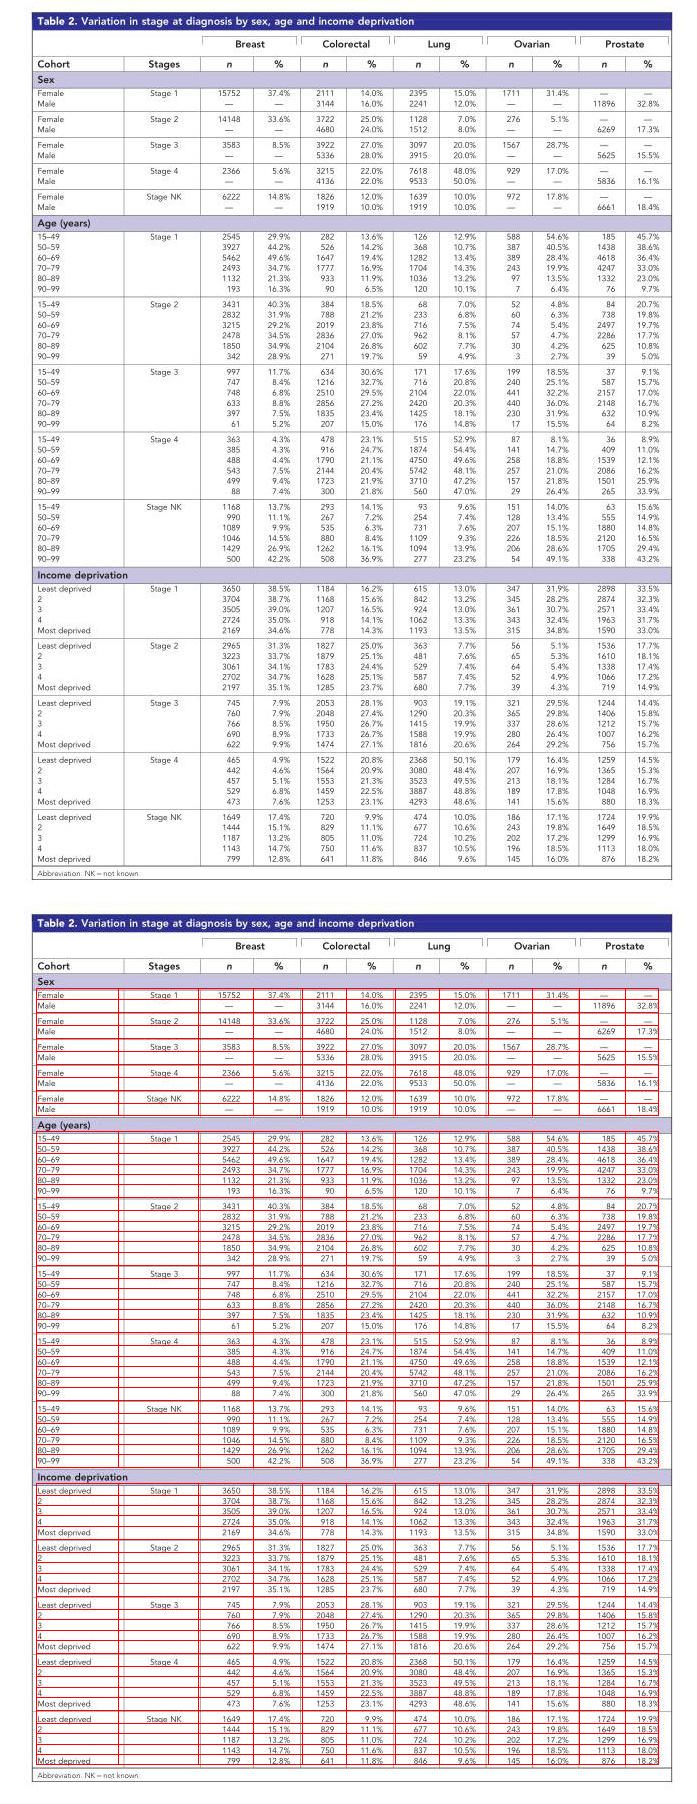 Table 2. Variation in stage at diagnosis by sex, age and income deprivation
Breast Colorectal Lung Ovarian Prostate
Cohort Stages n % n % n % n % n %
Sex
Female Stage 1 15752 37.4% 2111 14.0% 2395 15.0% 1711 31.4% — —
Male — — 3144 16.0% 2241 12.0% — — 11896 32.8%
Female Stage 2 14148 33.6% 3722 25.0% 1128 7.0% 276 5.1% — —
Male — — 4680 24.0% 1512 8.0% — — 6269 17.3%
Female Stage 3 3583 8.5% 3922 27.0% 3097 20.0% 1567 28.7% — —
Male — — 5336 28.0% 3915 20.0% — — 5625 15.5%
Female Stage 4 2366 5.6% 3215 22.0% 7618 48.0% 929 17.0% — —
Male — — 4136 22.0% 9533 50.0% — — 5836 16.1%
Female Stage NK 6222 14.8% 1826 12.0% 1639 10.0% 972 17.8% — —
Male — — 1919 10.0% 1919 10.0% — — 6661 18.4%
Age (years)
15–49 Stage 1 2545 29.9% 282 13.6% 126 12.9% 588 54.6% 185 45.7%
50–59 3927 44.2% 526 14.2% 368 10.7% 387 40.5% 1438 38.6%
60–69 5462 49.6% 1647 19.4% 1282 13.4% 389 28.4% 4618 36.4%
70–79 2493 34.7% 1777 16.9% 1704 14.3% 243 19.9% 4247 33.0%
80–89 1132 21.3% 933 11.9% 1036 13.2% 97 13.5% 1332 23.0%
90–99 193 16.3% 90 6.5% 120 10.1% 7 6.4% 76 9.7%
15–49 Stage 2 3431 40.3% 384 18.5% 68 7.0% 52 4.8% 84 20.7%
50–59 2832 31.9% 788 21.2% 233 6.8% 60 6.3% 738 19.8%
60–69 3215 29.2% 2019 23.8% 716 7.5% 74 5.4% 2497 19.7%
70–79 2478 34.5% 2836 27.0% 962 8.1% 57 4.7% 2286 17.7%
80–89 1850 34.9% 2104 26.8% 602 7.7% 30 4.2% 625 10.8%
90–99 342 28.9% 271 19.7% 59 4.9% 3 2.7% 39 5.0%
15–49 Stage 3 997 11.7% 634 30.6% 171 17.6% 199 18.5% 37 9.1%
50–59 747 8.4% 1216 32.7% 716 20.8% 240 25.1% 587 15.7%
60–69 748 6.8% 2510 29.5% 2104 22.0% 441 32.2% 2157 17.0%
70–79 633 8.8% 2856 27.2% 2420 20.3% 440 36.0% 2148 16.7%
80–89 397 7.5% 1835 23.4% 1425 18.1% 230 31.9% 632 10.9%
90–99 61 5.2% 207 15.0% 176 14.8% 17 15.5% 64 8.2%
15–49 Stage 4 363 4.3% 478 23.1% 515 52.9% 87 8.1% 36 8.9%
50–59 385 4.3% 916 24.7% 1874 54.4% 141 14.7% 409 11.0%
60–69 488 4.4% 1790 21.1% 4750 49.6% 258 18.8% 1539 12.1%
70–79 543 7.5% 2144 20.4% 5742 48.1% 257 21.0% 2086 16.2%
80–89 499 9.4% 1723 21.9% 3710 47.2% 157 21.8% 1501 25.9%
90–99 88 7.4% 300 21.8% 560 47.0% 29 26.4% 265 33.9%
15–49 Stage NK 1168 13.7% 293 14.1% 93 9.6% 151 14.0% 63 15.6%
50–59 990 11.1% 267 7.2% 254 7.4% 128 13.4% 555 14.9%
60–69 1089 9.9% 535 6.3% 731 7.6% 207 15.1% 1880 14.8%
70–79 1046 14.5% 880 8.4% 1109 9.3% 226 18.5% 2120 16.5%
80–89 1429 26.9% 1262 16.1% 1094 13.9% 206 28.6% 1705 29.4%
90–99 500 42.2% 508 36.9% 277 23.2% 54 49.1% 338 43.2%
Income deprivation
Least deprived Stage 1 3650 38.5% 1184 16.2% 615 13.0% 347 31.9% 2898 33.5%
2 3704 38.7% 1168 15.6% 842 13.2% 345 28.2% 2874 32.3%
3 3505 39.0% 1207 16.5% 924 13.0% 361 30.7% 2571 33.4%
4 2724 35.0% 918 14.1% 1062 13.3% 343 32.4% 1963 31.7%
Most deprived 2169 34.6% 778 14.3% 1193 13.5% 315 34.8% 1590 33.0%
Least deprived Stage 2 2965 31.3% 1827 25.0% 363 7.7% 56 5.1% 1536 17.7%
2 3223 33.7% 1879 25.1% 481 7.6% 65 5.3% 1610 18.1%
3 3061 34.1% 1783 24.4% 529 7.4% 64 5.4% 1338 17.4%
4 2702 34.7% 1628 25.1% 587 7.4% 52 4.9% 1066 17.2%
Most deprived 2197 35.1% 1285 23.7% 680 7.7% 39 4.3% 719 14.9%
Least deprived Stage 3 745 7.9% 2053 28.1% 903 19.1% 321 29.5% 1244 14.4%
2 760 7.9% 2048 27.4% 1290 20.3% 365 29.8% 1406 15.8%
3 766 8.5% 1950 26.7% 1415 19.9% 337 28.6% 1212 15.7%
4 690 8.9% 1733 26.7% 1588 19.9% 280 26.4% 1007 16.2%
Most deprived 622 9.9% 1474 27.1% 1816 20.6% 264 29.2% 756 15.7%
Least deprived Stage 4 465 4.9% 1522 20.8% 2368 50.1% 179 16.4% 1259 14.5%
2 442 4.6% 1564 20.9% 3080 48.4% 207 16.9% 1365 15.3%
3 457 5.1% 1553 21.3% 3523 49.5% 213 18.1% 1284 16.7%
4 529 6.8% 1459 22.5% 3887 48.8% 189 17.8% 1048 16.9%
Most deprived 473 7.6% 1253 23.1% 4293 48.6% 141 15.6% 880 18.3%
Least deprived Stage NK 1649 17.4% 720 9.9% 474 10.0% 186 17.1% 1724 19.9%
2 1444 15.1% 829 11.1% 677 10.6% 243 19.8% 1649 18.5%
3 1187 13.2% 805 11.0% 724 10.2% 202 17.2% 1299 16.9%
4 1143 14.7% 750 11.6% 837 10.5% 196 18.5% 1113 18.0%
Most deprived 799 12.8% 641 11.8% 846 9.6% 145 16.0% 876 18.2%
Abbreviation: NK = not known
Table 2. Variation in stage at diagnosis by sex, age and income deprivation
Breast Colorectal Lung Ovarian Prostate
Cohort Stages n % n % n % n % n %
Sex
Female Stage 1 15752 37.4% 2111 14.0% 2395 15.0% 1711 31.4% — —
Male — — 3144 16.0% 2241 12.0% — — 11896 32.8%
Female Stage 2 14148 33.6% 3722 25.0% 1128 7.0% 276 5.1% — —
Male — — 4680 24.0% 1512 8.0% — — 6269 17.3%
Female Stage 3 3583 8.5% 3922 27.0% 3097 20.0% 1567 28.7% — —
Male — — 5336 28.0% 3915 20.0% — — 5625 15.5%
Female Stage 4 2366 5.6% 3215 22.0% 7618 48.0% 929 17.0% — —
Male — — 4136 22.0% 9533 50.0% — — 5836 16.1%
Female Stage NK 6222 14.8% 1826 12.0% 1639 10.0% 972 17.8% — —
Male — — 1919 10.0% 1919 10.0% — — 6661 18.4%
Age (years)
15–49 Stage 1 2545 29.9% 282 13.6% 126 12.9% 588 54.6% 185 45.7%
50–59 3927 44.2% 526 14.2% 368 10.7% 387 40.5% 1438 38.6%
60–69 5462 49.6% 1647 19.4% 1282 13.4% 389 28.4% 4618 36.4%
70–79 2493 34.7% 1777 16.9% 1704 14.3% 243 19.9% 4247 33.0%
80–89 1132 21.3% 933 11.9% 1036 13.2% 97 13.5% 1332 23.0%
90–99 193 16.3% 90 6.5% 120 10.1% 7 6.4% 76 9.7%
15–49 Stage 2 3431 40.3% 384 18.5% 68 7.0% 52 4.8% 84 20.7%
50–59 2832 31.9% 788 21.2% 233 6.8% 60 6.3% 738 19.8%
60–69 3215 29.2% 2019 23.8% 716 7.5% 74 5.4% 2497 19.7%
70–79 2478 34.5% 2836 27.0% 962 8.1% 57 4.7% 2286 17.7%
80–89 1850 34.9% 2104 26.8% 602 7.7% 30 4.2% 625 10.8%
90–99 342 28.9% 271 19.7% 59 4.9% 3 2.7% 39 5.0%
15–49 Stage 3 997 11.7% 634 30.6% 171 17.6% 199 18.5% 37 9.1%
50–59 747 8.4% 1216 32.7% 716 20.8% 240 25.1% 587 15.7%
60–69 748 6.8% 2510 29.5% 2104 22.0% 441 32.2% 2157 17.0%
70–79 633 8.8% 2856 27.2% 2420 20.3% 440 36.0% 2148 16.7%
80–89 397 7.5% 1835 23.4% 1425 18.1% 230 31.9% 632 10.9%
90–99 61 5.2% 207 15.0% 176 14.8% 17 15.5% 64 8.2%
15–49 Stage 4 363 4.3% 478 23.1% 515 52.9% 87 8.1% 36 8.9%
50–59 385 4.3% 916 24.7% 1874 54.4% 141 14.7% 409 11.0%
60–69 488 4.4% 1790 21.1% 4750 49.6% 258 18.8% 1539 12.1%
70–79 543 7.5% 2144 20.4% 5742 48.1% 257 21.0% 2086 16.2%
80–89 499 9.4% 1723 21.9% 3710 47.2% 157 21.8% 1501 25.9%
90–99 88 7.4% 300 21.8% 560 47.0% 29 26.4% 265 33.9%
15–49 Stage NK 1168 13.7% 293 14.1% 93 9.6% 151 14.0% 63 15.6%
50–59 990 11.1% 267 7.2% 254 7.4% 128 13.4% 555 14.9%
60–69 1089 9.9% 535 6.3% 731 7.6% 207 15.1% 1880 14.8%
70–79 1046 14.5% 880 8.4% 1109 9.3% 226 18.5% 2120 16.5%
80–89 1429 26.9% 1262 16.1% 1094 13.9% 206 28.6% 1705 29.4%
90–99 500 42.2% 508 36.9% 277 23.2% 54 49.1% 338 43.2%
Income deprivation
Least deprived Stage 1 3650 38.5% 1184 16.2% 615 13.0% 347 31.9% 2898 33.5%
2 3704 38.7% 1168 15.6% 842 13.2% 345 28.2% 2874 32.3%
3 3505 39.0% 1207 16.5% 924 13.0% 361 30.7% 2571 33.4%
4 2724 35.0% 918 14.1% 1062 13.3% 343 32.4% 1963 31.7%
Most deprived 2169 34.6% 778 14.3% 1193 13.5% 315 34.8% 1590 33.0%
Least deprived Stage 2 2965 31.3% 1827 25.0% 363 7.7% 56 5.1% 1536 17.7%
2 3223 33.7% 1879 25.1% 481 7.6% 65 5.3% 1610 18.1%
3 3061 34.1% 1783 24.4% 529 7.4% 64 5.4% 1338 17.4%
4 2702 34.7% 1628 25.1% 587 7.4% 52 4.9% 1066 17.2%
Most deprived 2197 35.1% 1285 23.7% 680 7.7% 39 4.3% 719 14.9%
Least deprived Stage 3 745 7.9% 2053 28.1% 903 19.1% 321 29.5% 1244 14.4%
2 760 7.9% 2048 27.4% 1290 20.3% 365 29.8% 1406 15.8%
3 766 8.5% 1950 26.7% 1415 19.9% 337 28.6% 1212 15.7%
4 690 8.9% 1733 26.7% 1588 19.9% 280 26.4% 1007 16.2%
Most deprived 622 9.9% 1474 27.1% 1816 20.6% 264 29.2% 756 15.7%
Least deprived Stage 4 465 4.9% 1522 20.8% 2368 50.1% 179 16.4% 1259 14.5%
2 442 4.6% 1564 20.9% 3080 48.4% 207 16.9% 1365 15.3%
3 457 5.1% 1553 21.3% 3523 49.5% 213 18.1% 1284 16.7%
4 529 6.8% 1459 22.5% 3887 48.8% 189 17.8% 1048 16.9%
Most deprived 473 7.6% 1253 23.1% 4293 48.6% 141 15.6% 880 18.3%
Least deprived Stage NK 1649 17.4% 720 9.9% 474 10.0% 186 17.1% 1724 19.9%
2 1444 15.1% 829 11.1% 677 10.6% 243 19.8% 1649 18.5%
3 1187 13.2% 805 11.0% 724 10.2% 202 17.2% 1299 16.9%
4 1143 14.7% 750 11.6% 837 10.5% 196 18.5% 1113 18.0%
Most deprived 799 12.8% 641 11.8% 846 9.6% 145 16.0% 876 18.2%
Abbreviation: NK = not known